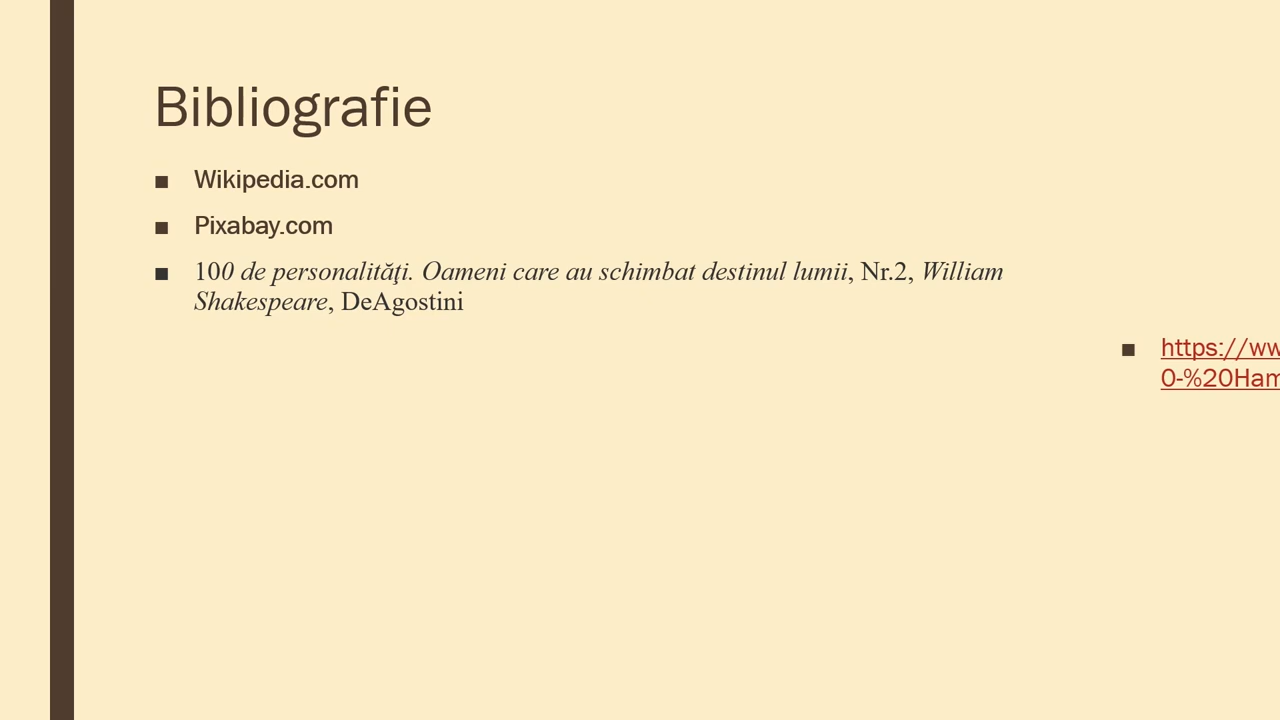 Bibliografie
■ Wikipedia.com
■ Pixabay.com
■ 100 de personalităţi. Oameni care au schimbat destinul lumii, Nr.2, William
Shakespeare, DeAgostini
■ https://ww
0-%20Ham